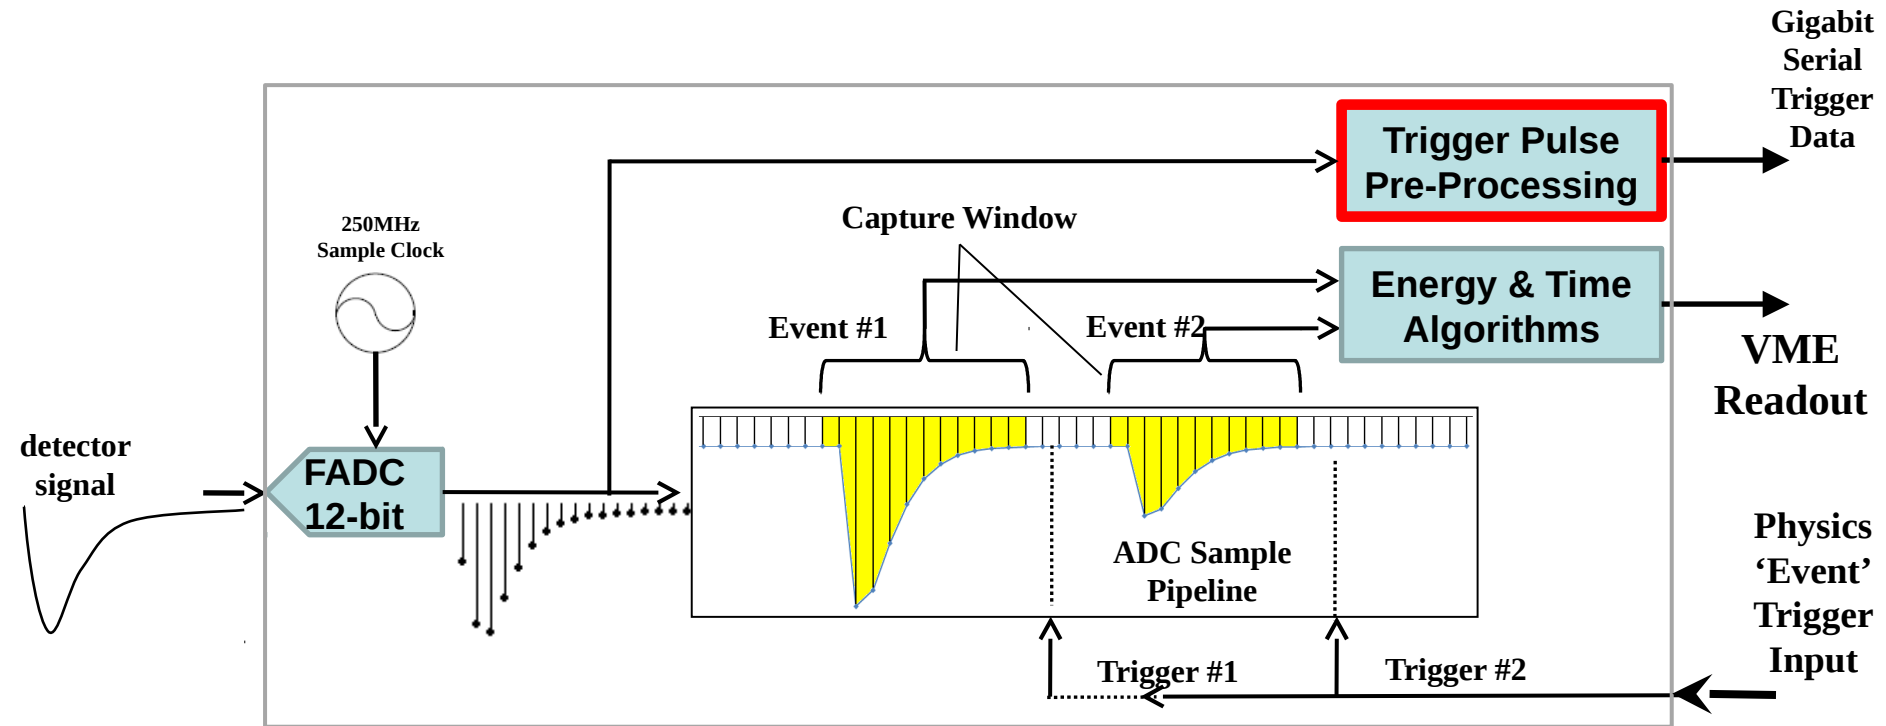 Gigabit
Serial
Trigger
Data
Trigger Pulse
Pre-Processing
250MHz
Sample Clock
Capture Window
Energy & Time
Algorithms
Event #1
Event #2
VME
Readout
detector
signal
FADC
12-bit
ADC Sample
Pipeline
Physics
‘Event’
Trigger
Input
Trigger #1
Trigger #2